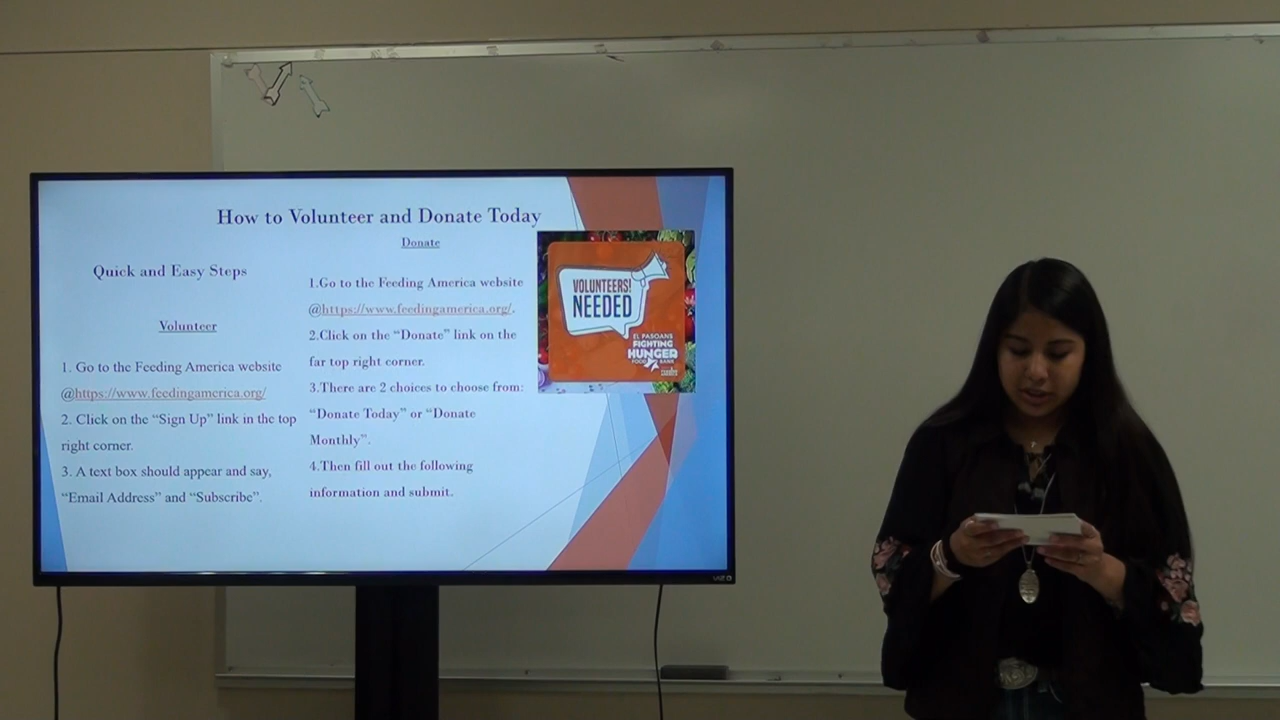 How to Volunteer and Donate Today
Quick and Easy Steps
Volunteer
1. Go to the Feeding America website
@https://www.feedingamerica.org/
2. Click on the “Sign Up” link in the top
right corner.
3. A text box should appear and say,
“Email Address” and “Subscribe”.
Donate
1.Go to the Feeding America website
@https://www.feedingamerica.org/.
2.Click on the “Donate” link on the
far top right corner.
3.There are 2 choices to choose from:
“Donate Today” or “Donate
Monthly”.
4.Then fill out the following
information and submit.
VOLUNTEERS!
NEEDED
EL PASOANS
FIGHTING
HUNGER
FOOD BANK
VIZIO